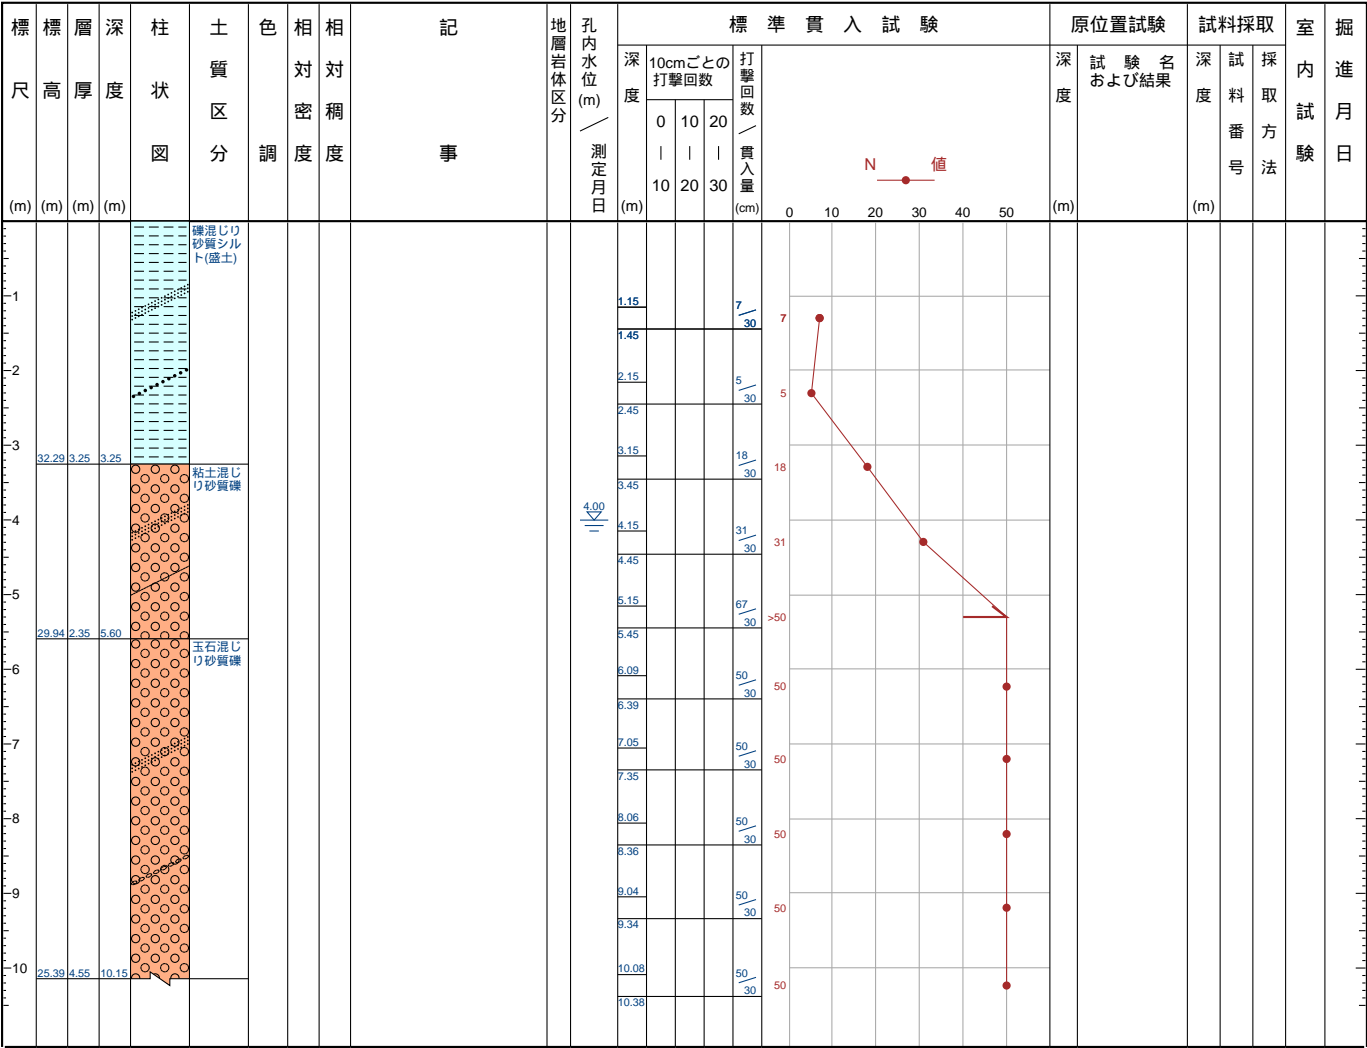 標尺(m)
標高(m)
層厚(m)
深度(m)
柱状図
土質区分
色調
相対密度
相対稠度
記事
地層岩体区分
孔内水位(m)／測定月日
標準貫入試験
深度(m)
10cmごとの
打撃回数
0 10 20
| | |
10 20 30
打撃回数／貫入量(cm)
N 値
0 10 20 30 40 50
原位置試験
深度(m)
試験名
および結果
試料採取
深度(m)
試料番号
採取方法
室内試験
掘進月日
礫混じり
砂質シル
ト(盛土)
1
1.15 7
30 7
1.45
2
2.15 5
30 5
2.45
3
32.29 3.25 3.25
3.15 18
30 18
粘土混じ
り砂質礫
3.45
4.00
4
4.15 31
30 31
4.45
5
5.15 67
30 >50
5.45
29.94 2.35 5.60
玉石混じ
り砂質礫
6
6.09 50
30 50
6.39
7
7.05 50
30 50
7.35
8
8.06 50
30 50
8.36
9
9.04 50
30 50
9.34
10
25.39 4.55 10.15
10.08 50
30 50
10.38